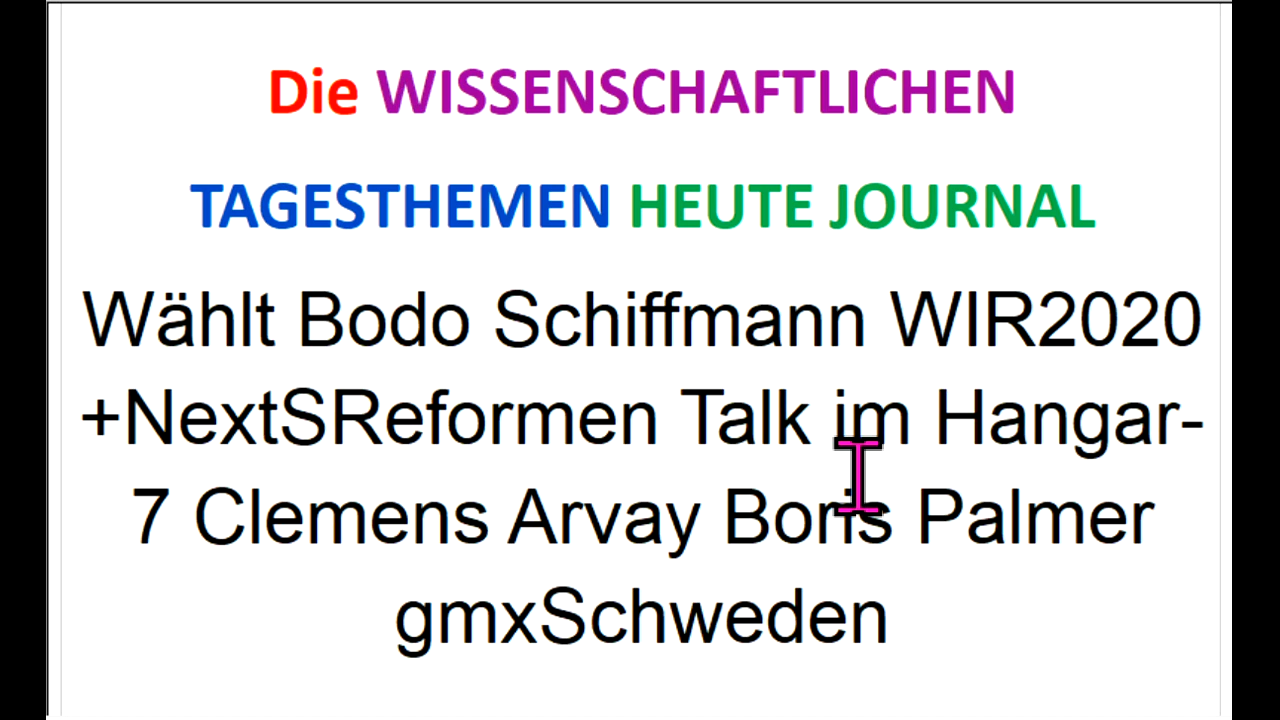 Die WISSENSCHAFTLICHEN
TAGESTHEMEN HEUTE JOURNAL
Wählt Bodo Schiffmann WIR2020
+NextSReformen Talk im Hangar-
7 Clemens Arvay Boris Palmer
gmxSchweden